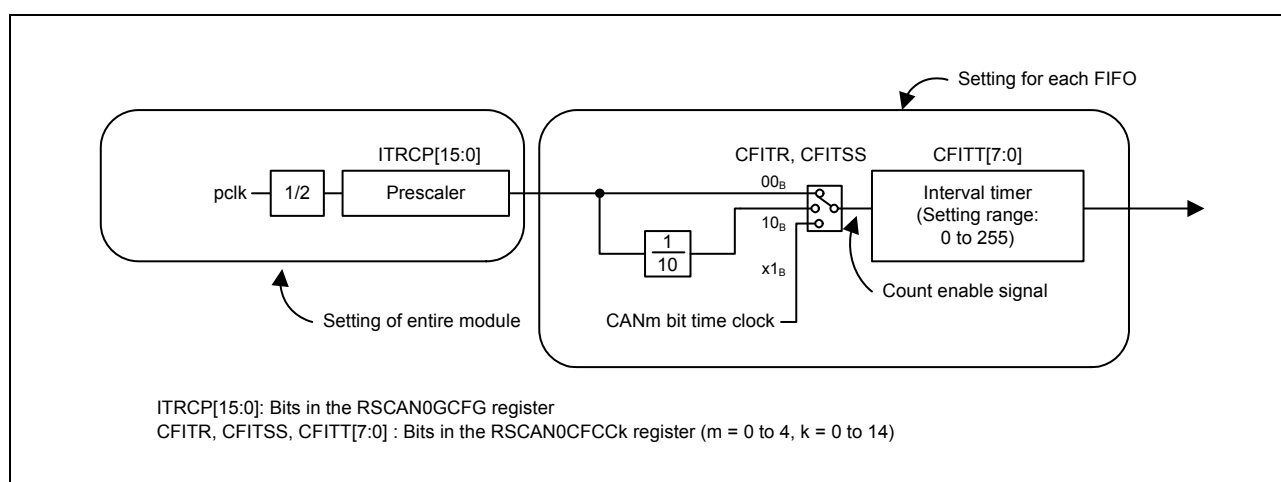 Setting for each FIFO
ITRCP[15:0]
CFITR, CFITSS
CFITT[7:0]
pclk
1/2
Prescaler
00B
10B
x1B
1
10
Interval timer
(Setting range:
0 to 255)
Count enable signal
Setting of entire module
CANm bit time clock
ITRCP[15:0]: Bits in the RSCAN0GCFG register
CFITR, CFITSS, CFITT[7:0] : Bits in the RSCAN0CFCCk register (m = 0 to 4, k = 0 to 14)